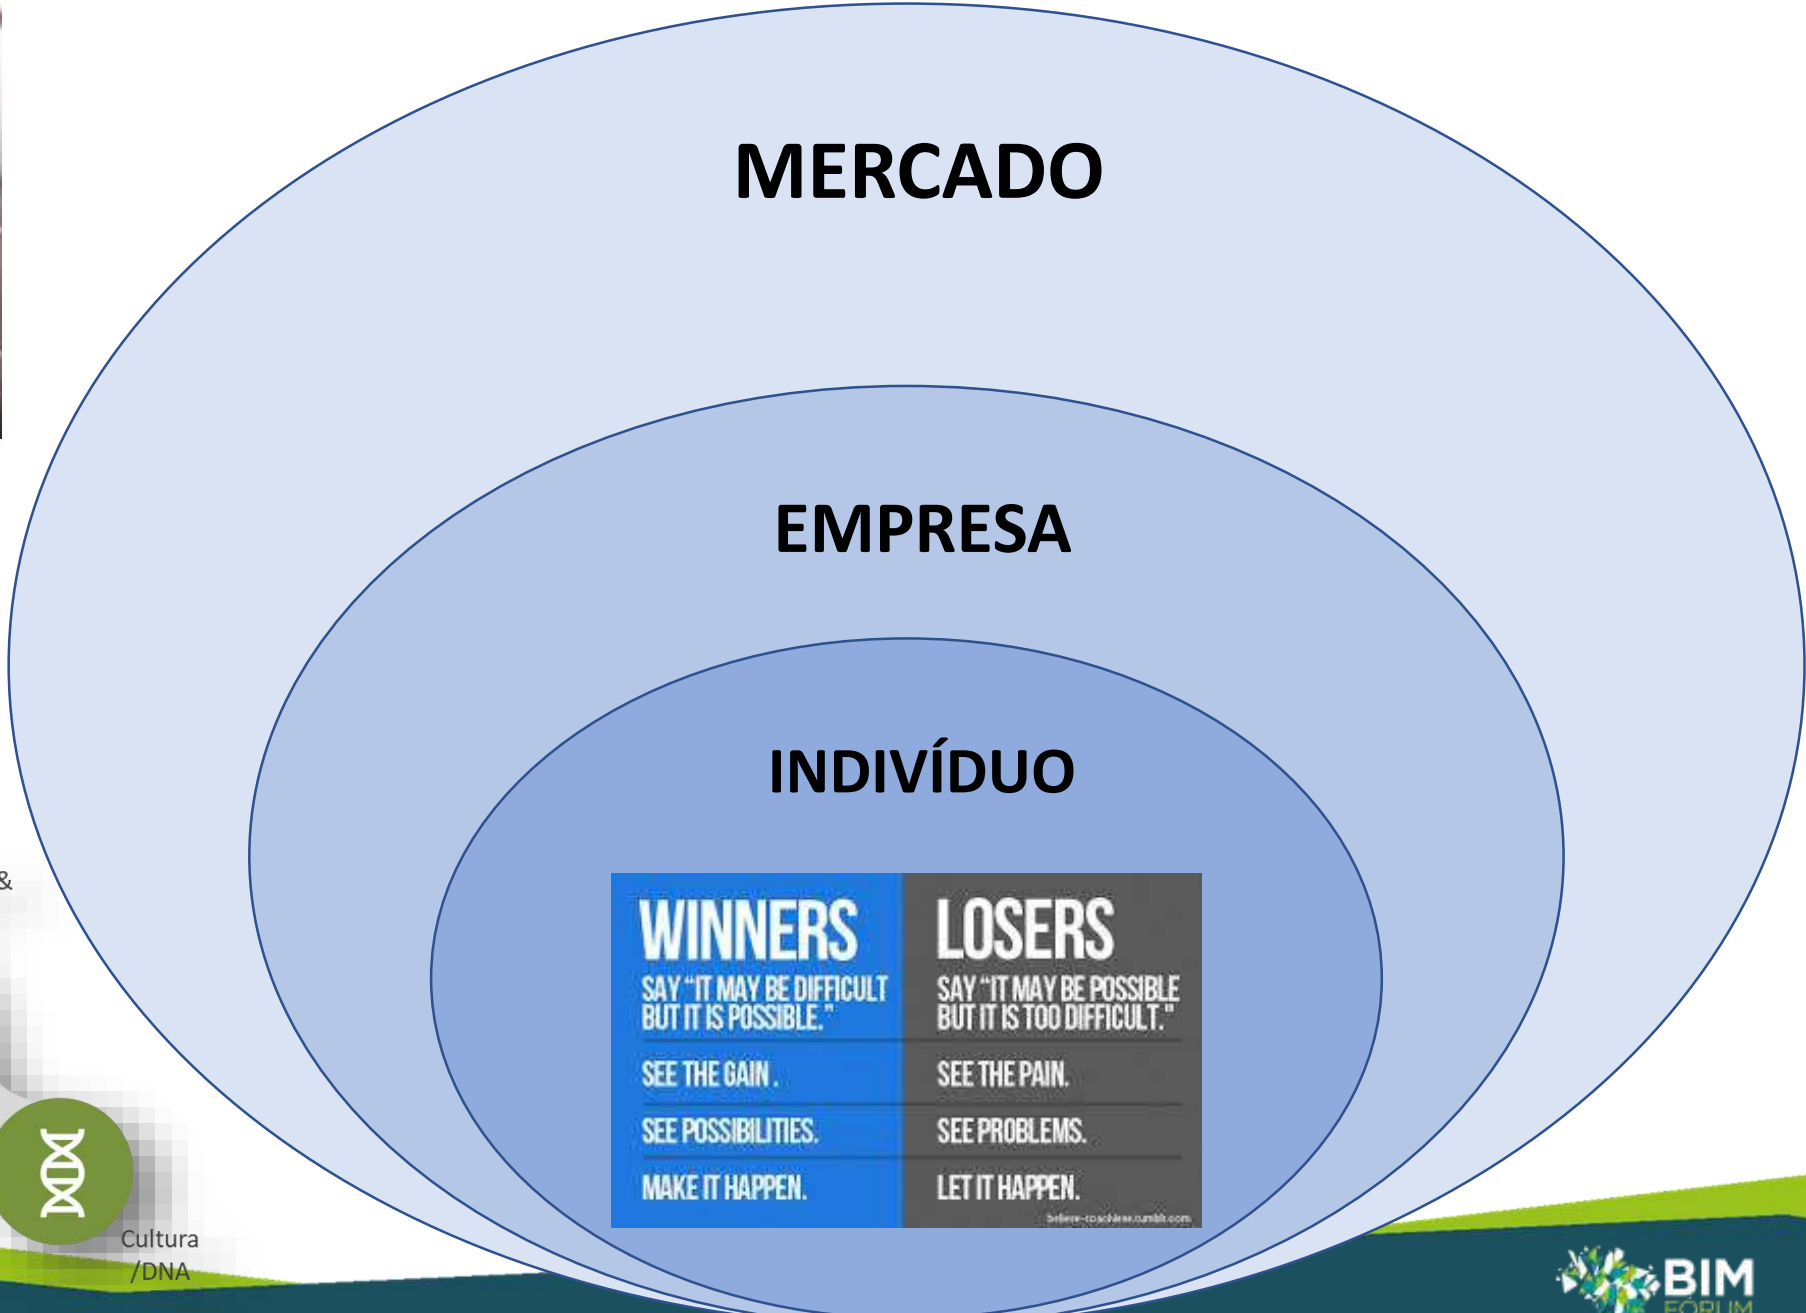 MERCADO
EMPRESA
INDIVÍDUO
WINNERS
SAY "IT MAY BE DIFFICULT
BUT IT IS POSSIBLE."
SEE THE GAIN.
SEE POSSIBILITIES.
MAKE IT HAPPEN.
LOSERS
SAY "IT MAY BE POSSIBLE
BUT IT IS TOO DIFFICULT."
SEE THE PAIN.
SEE PROBLEMS.
LET IT HAPPEN.
&
Cultura
/DNA
BIM
FÓRUM